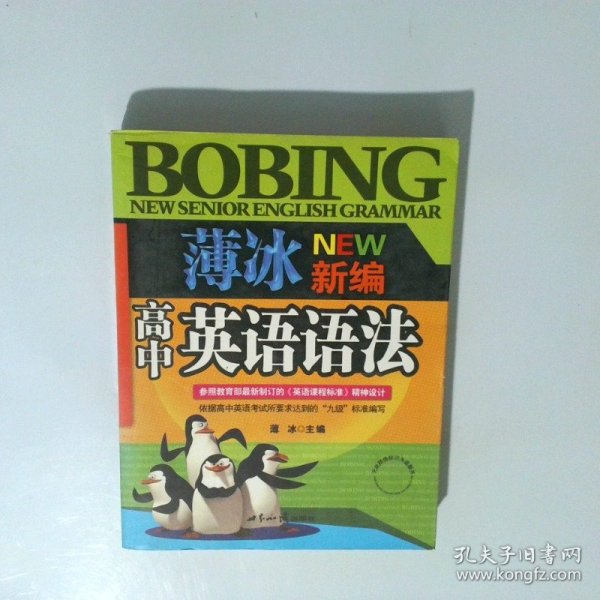 BOBING
NEW SENIOR ENGLISH GRAMMAR
薄冰 NEW 新编
高中 英语语法
参照教育部最新制订的《英语课程标准》精神设计
依据高中英语考试所要求达到的“九级”标准编写
薄 冰◎主编
孔夫子旧书网
www.kongfz.com